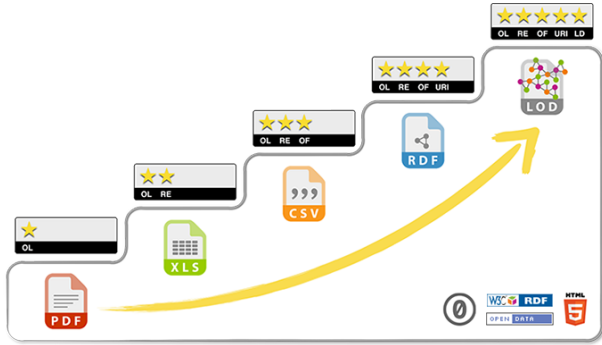 OL RE OF URI LD
LOD
OL RE OF URI
RDF
OL RE OF
CSV
OL RE
XLS
OL
PDF
0
W3C RDF
OPEN DATA
HTML
5